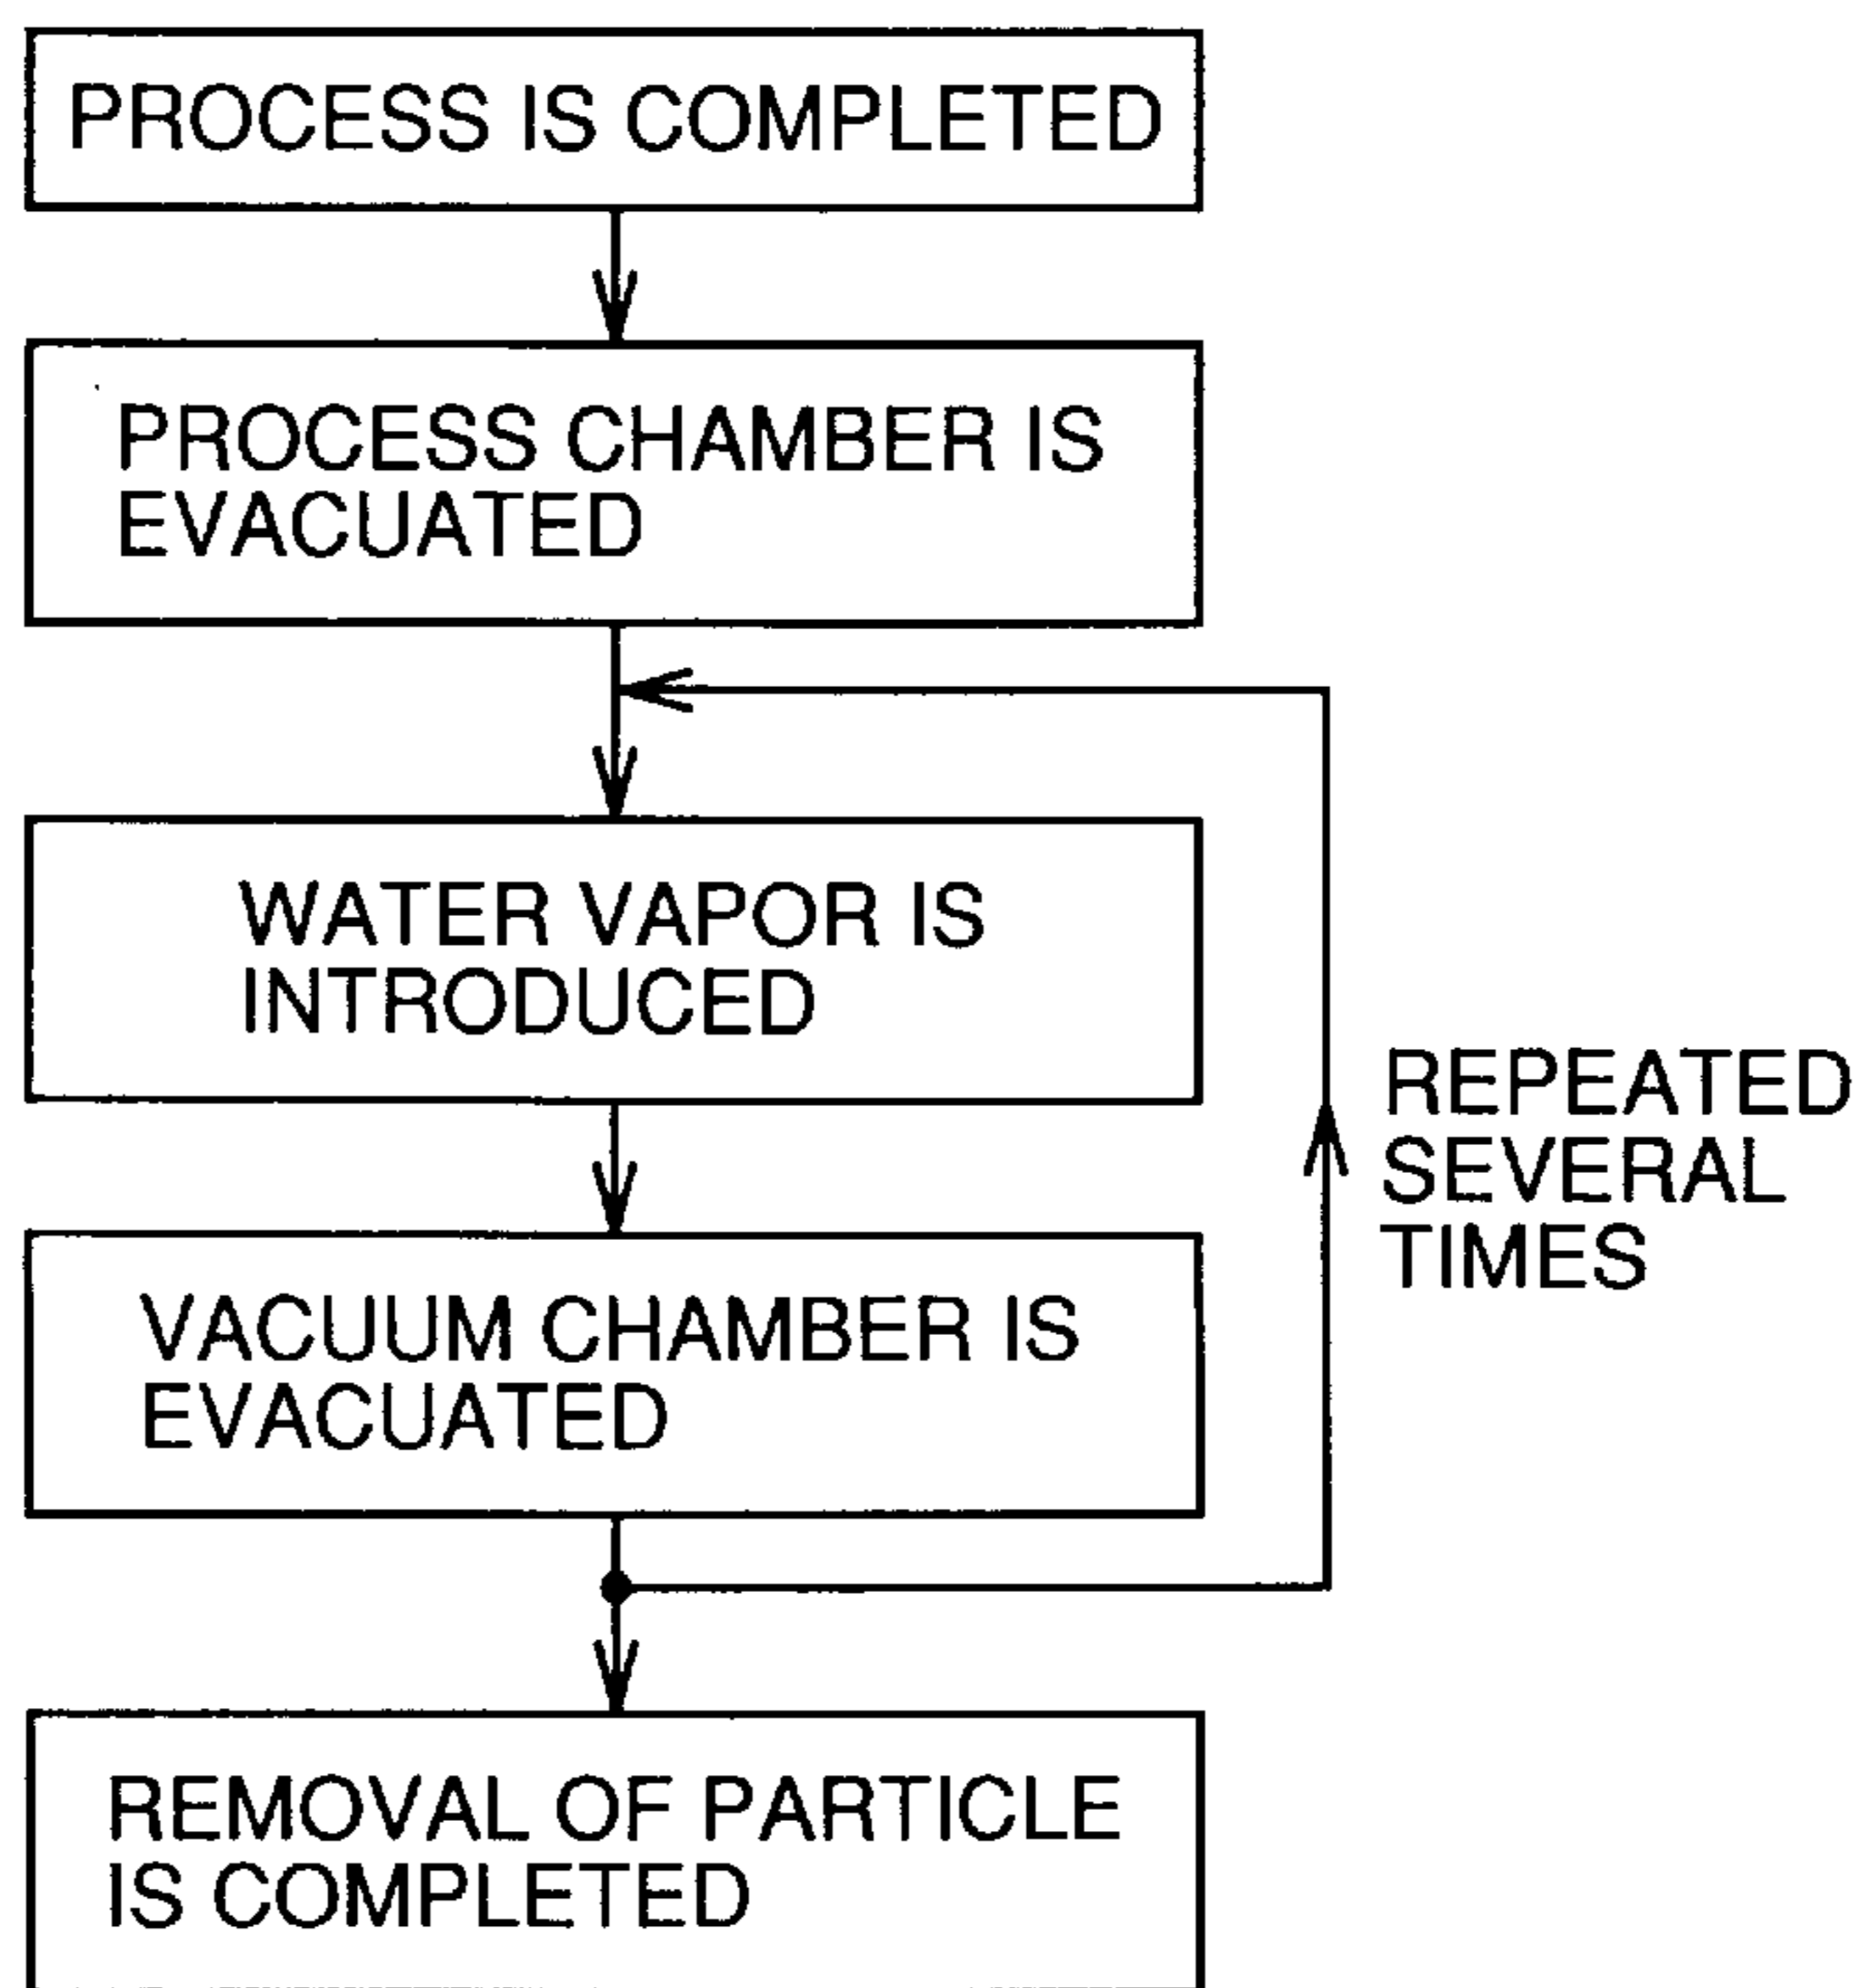 PROCESS IS COMPLETED
PROCESS CHAMBER IS
EVACUATED
WATER VAPOR IS
INTRODUCED
VACUUM CHAMBER IS
EVACUATED
REPEATED
SEVERAL
TIMES
REMOVAL OF PARTICLE
IS COMPLETED